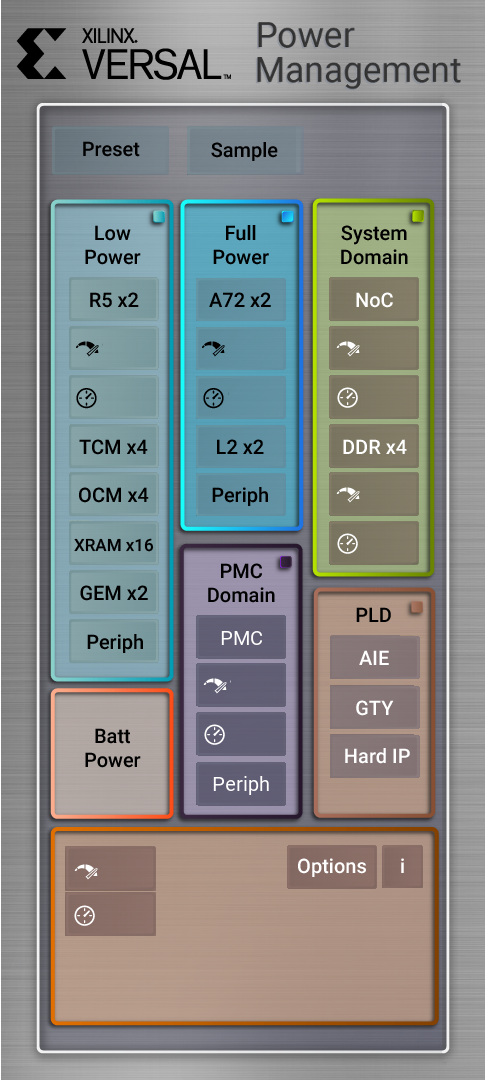 XILINX.
VERSAL™
Power
Management
Preset
Sample
Low
Power
R5 x2
TCM x4
OCM x4
XRAM x16
GEM x2
Periph
Full
Power
A72 x2
L2 x2
Periph
System
Domain
NoC
DDR x4
PMC
Domain
PMC
Periph
PLD
AIE
GTY
Hard IP
Batt
Power
Options
i